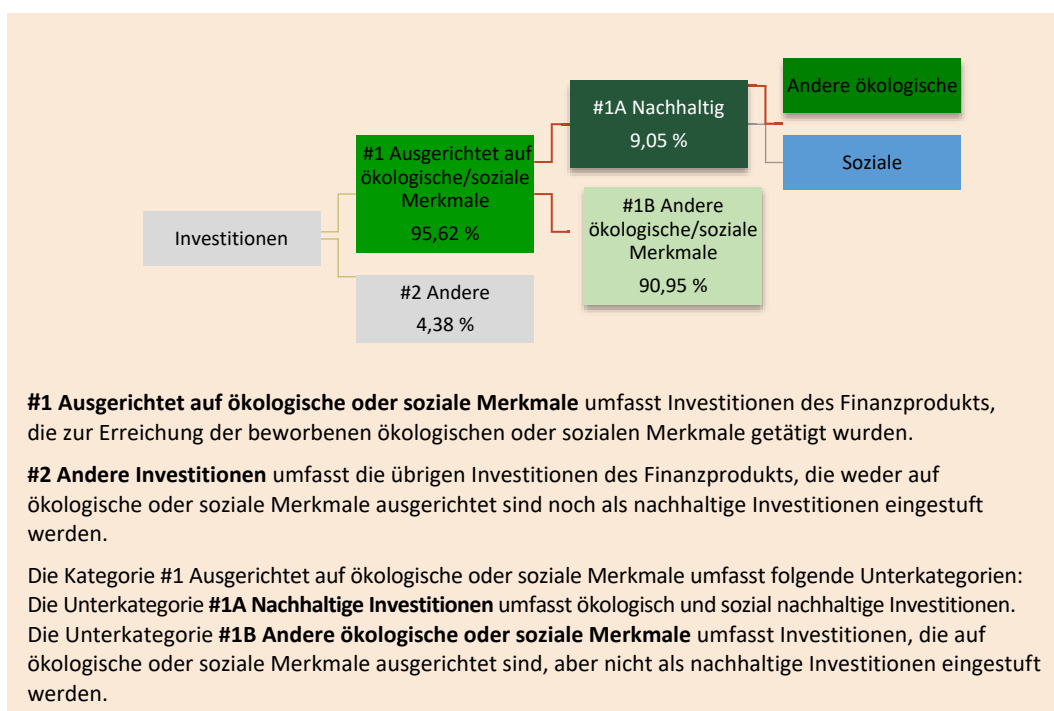 Investitionen
#1 Ausgerichtet auf
ökologische/soziale
Merkmale
95,62 %
#2 Andere
4,38 %
#1A Nachhaltig
9,05 %
#1B Andere
ökologische/soziale
Merkmale
90,95 %
Andere ökologische
Soziale
#1 Ausgerichtet auf ökologische oder soziale Merkmale umfasst Investitionen des Finanzprodukts,
die zur Erreichung der beworbenen ökologischen oder sozialen Merkmale getätigt wurden.
#2 Andere Investitionen umfasst die übrigen Investitionen des Finanzprodukts, die weder auf
ökologische oder soziale Merkmale ausgerichtet sind noch als nachhaltige Investitionen eingestuft
werden.
Die Kategorie #1 Ausgerichtet auf ökologische oder soziale Merkmale umfasst folgende Unterkategorien:
Die Unterkategorie #1A Nachhaltige Investitionen umfasst ökologisch und sozial nachhaltige Investitionen.
Die Unterkategorie #1B Andere ökologische oder soziale Merkmale umfasst Investitionen, die auf
ökologische oder soziale Merkmale ausgerichtet sind, aber nicht als nachhaltige Investitionen eingestuft
werden.